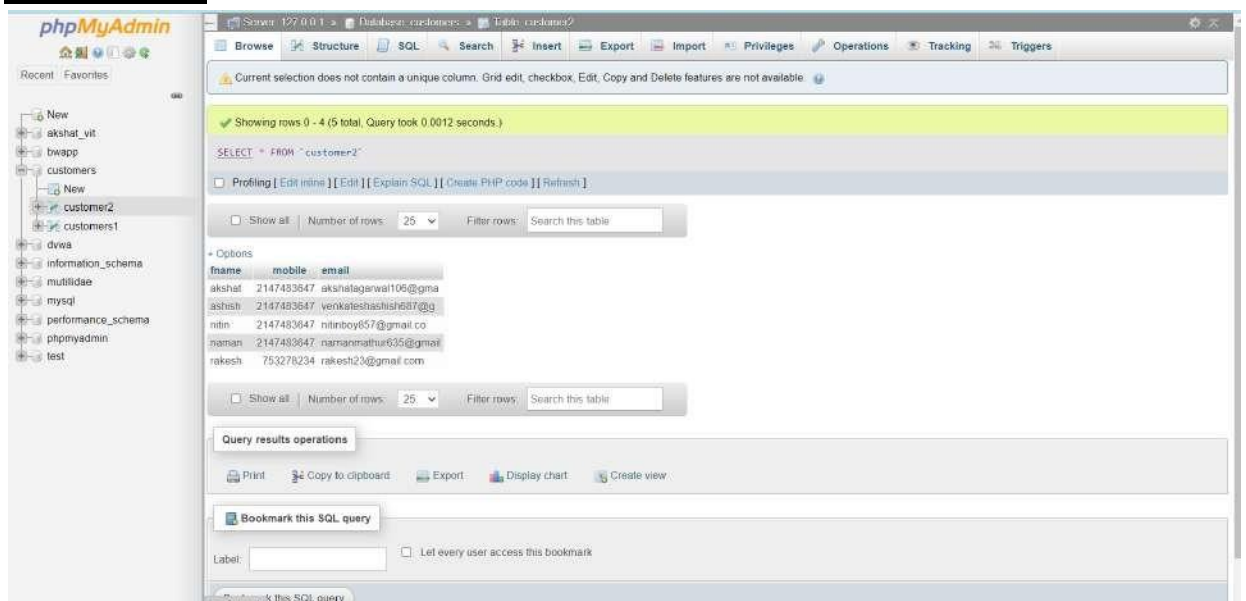 phpMyAdmin
Recent Favorites
New
akshat_vit
bwapp
customers
New
customer2
customers1
dvwa
information_schema
mutillidae
mysql
performance_schema
phpmyadmin
test
Server: 127.0.0.1 » Database: customers » Table: customer2
Browse Structure SQL Search Insert Export Import Privileges Operations Tracking Triggers
Current selection does not contain a unique column. Grid edit, checkbox, Edit, Copy and Delete features are not available.
Showing rows 0 - 4 (5 total, Query took 0.0012 seconds.)
SELECT * FROM `customer2`
Profiling [ Edit inline ] [ Edit ] [ Explain SQL ] [ Create PHP code ] [ Refresh ]
Show all | Number of rows: 25 Filter rows: Search this table
+ Options
fname mobile email
akshat 2147483647 akshatagarwal106@gma
ashish 2147483647 venkateshashish687@g
nitin 2147483647 nitinboy857@gmail.co
naman 2147483647 namanmathur635@gmail
rakesh 753278234 rakesh23@gmail.com
Show all | Number of rows: 25 Filter rows: Search this table
Query results operations
Print Copy to clipboard Export Display chart Create view
Bookmark this SQL query
Label: Let every user access this bookmark
this SQL query